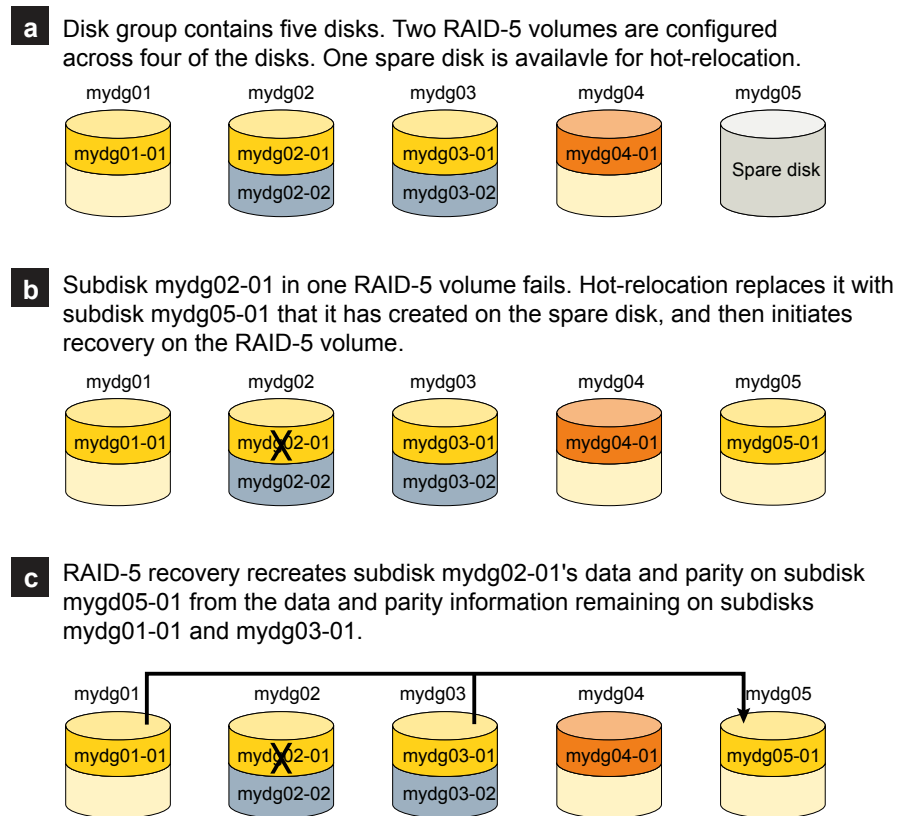 a
Disk group contains five disks. Two RAID-5 volumes are configured
across four of the disks. One spare disk is availavle for hot-relocation.
mydg01 mydg02 mydg03 mydg04 mydg05
mydg01-01 mydg02-01 mydg03-01 mydg04-01
Spare disk
mydg02-02 mydg03-02
b
Subdisk mydg02-01 in one RAID-5 volume fails. Hot-relocation replaces it with
subdisk mydg05-01 that it has created on the spare disk, and then initiates
recovery on the RAID-5 volume.
mydg01 mydg02 mydg03 mydg04 mydg05
mydg01-01 mydg02-01 mydg03-01 mydg04-01 mydg05-01
X
mydg02-02 mydg03-02
c
RAID-5 recovery recreates subdisk mydg02-01's data and parity on subdisk
mygd05-01 from the data and parity information remaining on subsisks
mydg01-01 and mydg03-01.
mydg01 mydg02 mydg03 mydg04 mydg05
mydg01-01 mydg02-01 mydg03-01 mydg04-01 mydg05-01
X
mydg02-02 mydg03-02